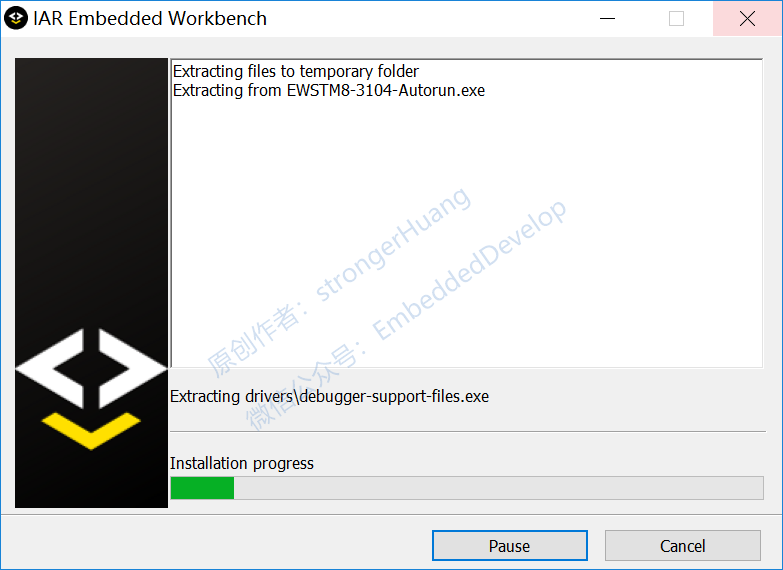 IAR Embedded Workbench
Extracting files to temporary folder
Extracting from EWSTM8-3104-Autorun.exe
原创作者：strongerHuang
微信公众号：EmbeddedDevelop
Extracting drivers\debugger-support-files.exe
Installation progress
Pause
Cancel